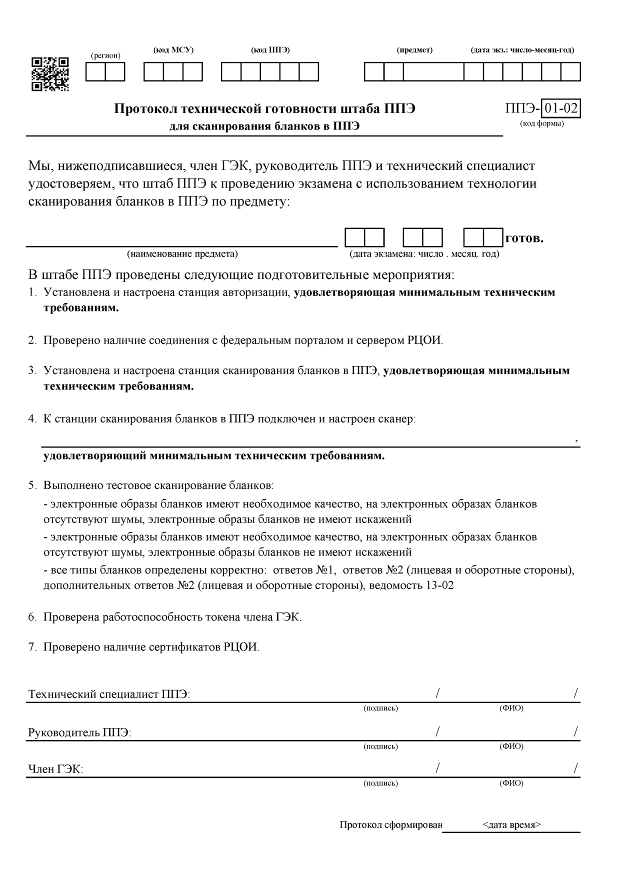 (регион) (код МСУ) (код ППЭ) (предмет) (дата экз.: число-месяц-год)
Протокол технической готовности штаба ППЭ
ППЭ- 01-02
для сканирования бланков в ППЭ
(код формы)
Мы, нижеподписавшиеся, член ГЭК, руководитель ППЭ и технический специалист
удостоверяем, что штаб ППЭ к проведению экзамена с использованием технологии
сканирования бланков в ППЭ по предмету:
готов.
(наименование предмета) (дата экзамена: число . месяц. год)
В штабе ППЭ проведены следующие подготовительные мероприятия:
1. Установлена и настроена станция авторизации, удовлетворяющая минимальным техническим
требованиям.
2. Проверено наличие соединения с федеральным порталом и сервером РЦОИ.
3. Установлена и настроена станция сканирования бланков в ППЭ, удовлетворяющая минимальным
техническим требованиям.
4. К станции сканирования бланков в ППЭ подключен и настроен сканер:
,
удовлетворяющий минимальным техническим требованиям.
5. Выполнено тестовое сканирование бланков:
- электронные образы бланков имеют необходимое качество, на электронных образах бланков
отсутствуют шумы, электронные образы бланков не имеют искажений
- электронные образы бланков имеют необходимое качество, на электронных образах бланков
отсутствуют шумы, электронные образы бланков не имеют искажений
- все типы бланков определены корректно: ответов №1, ответов №2 (лицевая и оборотные стороны),
дополнительных ответов №2 (лицевая и оборотные стороны), ведомость 13-02
6. Проверена работоспособность токена члена ГЭК.
7. Проверено наличие сертификатов РЦОИ.
Технический специалист ППЭ: / /
(подпись) (ФИО)
Руководитель ППЭ: / /
(подпись) (ФИО)
Член ГЭК: / /
(подпись) (ФИО)
Протокол сформирован <дата время>